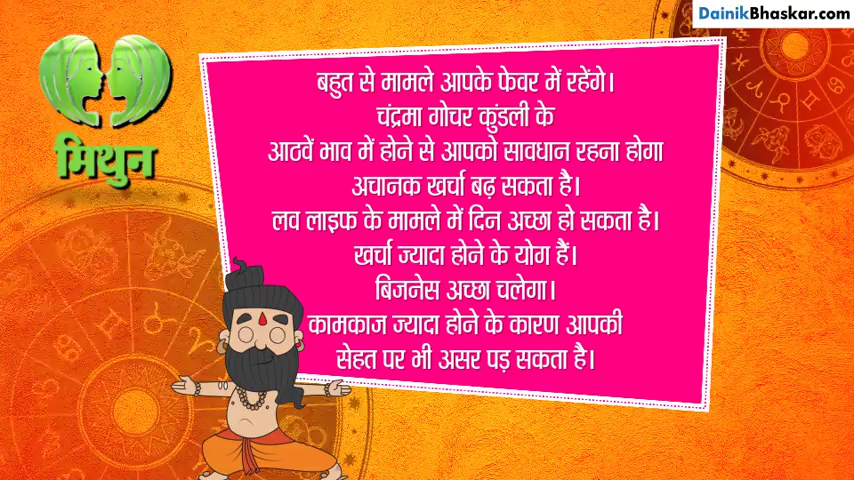 DainikBhaskar.com
मिथुन
बहुत से मामले आपके फेवर में रहेंगे।
चंद्रमा गोचर कुंडली के
आठवें भाव में होने से आपको सावधान रहना होगा
अचानक खर्चा बढ़ सकता है।
लव लाइफ के मामले में दिन अच्छा हो सकता है।
खर्चा ज्यादा होने के योग हैं।
बिजनेस अच्छा चलेगा।
कामकाज ज्यादा होने के कारण आपकी
सेहत पर भी असर पड़ सकता है।